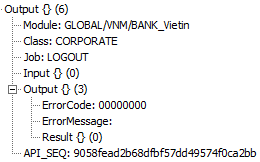 Output {} (6)
Module: GLOBAL/VNM/BANK_Vietin
Class: CORPORATE
Job: LOGOUT
Input {} (0)
Output {} (3)
ErrorCode: 00000000
ErrorMessage:
Result {} (0)
API_SEQ: 9058fead2b68dfbf57dd49574f0ca2bb